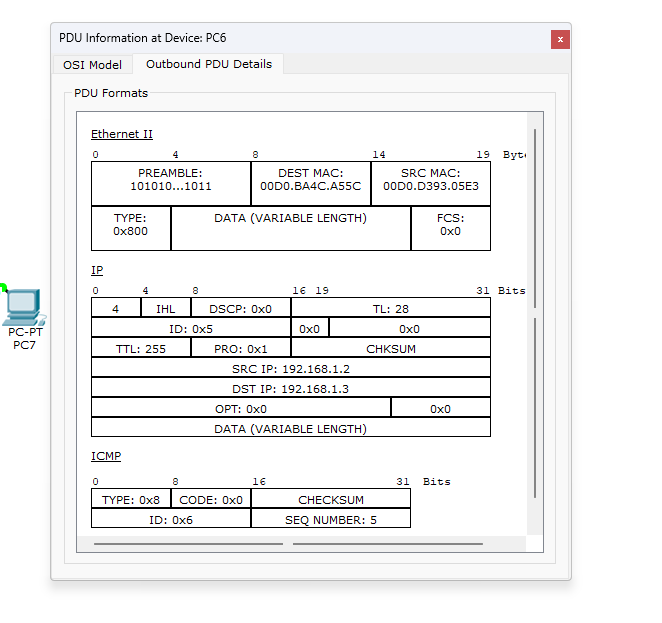 PDU Information at Device: PC6
x
OSI Model Outbound PDU Details
PDU Formats
Ethernet II
0 4 8 14 19 Byte
PREAMBLE:
101010...1011
DEST MAC:
00D0.BA4C.A55C
SRC MAC:
00D0.D393.05E3
TYPE:
0x800
DATA (VARIABLE LENGTH)
FCS:
0x0
IP
0 4 8 16 19 31 Bits
4 IHL DSCP: 0x0 TL: 28
ID: 0x5 0x0 0x0
TTL: 255 PRO: 0x1 CHKSUM
SRC IP: 192.168.1.2
DST IP: 192.168.1.3
OPT: 0x0 0x0
DATA (VARIABLE LENGTH)
ICMP
0 8 16 31 Bits
TYPE: 0x8 CODE: 0x0 CHECKSUM
ID: 0x6 SEQ NUMBER: 5
PC-PT
PC7